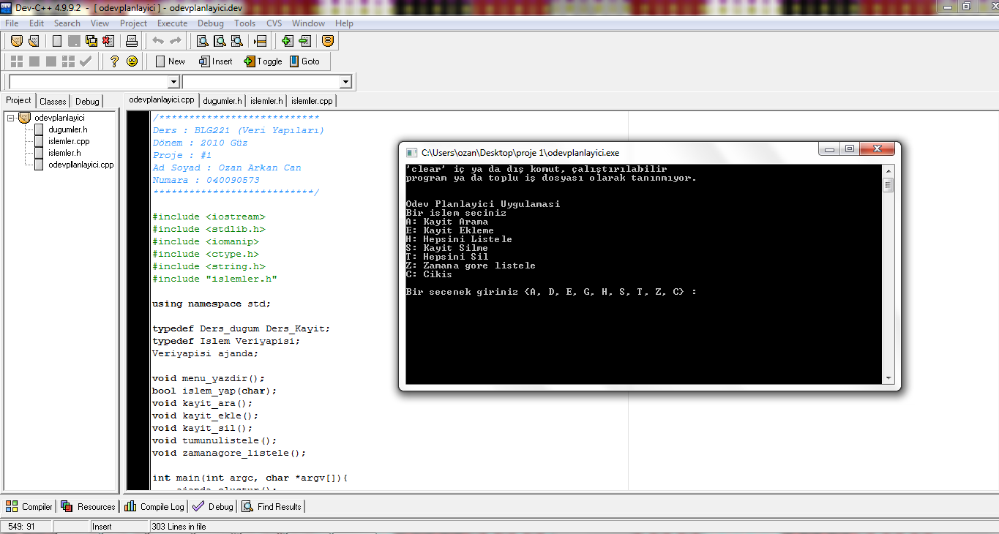 Dev-C++ 4.9.9.2 - [ odevplanlayici ] - odevplanlayici.dev
File Edit Search View Project Execute Debug Tools CVS Window Help
New Insert Toggle Goto
Project Classes Debug
odevplanlayici.cpp dugumler.h islemler.h islemler.cpp
odevplanlayici
dugumler.h
islemler.cpp
islemler.h
odevplanlayici.cpp
/***************************
Ders : BLG221 (Veri Yapıları)
Dönem : 2010 Güz
Proje : #1
Ad Soyad : Ozan Arkan Can
Numara : 040090573
***************************/
#include <iostream>
#include <stdlib.h>
#include <iomanip>
#include <ctype.h>
#include <string.h>
#include "islemler.h"
using namespace std;
typedef Ders_dugum Ders_Kayit;
typedef Islem Veriyapisi;
Veriyapisi ajanda;
void menu_yazdir();
bool islem_yap(char);
void kayit_ara();
void kayit_ekle();
void kayit_sil();
void tumunulistele();
void zamanagore_listele();
int main(int argc, char *argv[]){
ajanda.olustur();
C:\Users\ozan\Desktop\proje 1\odevplanlayici.exe
'clear' iç ya da dış komut, çalıştırılabilir
program ya da toplu iş dosyası olarak tanınmıyor.
Odev Planlayici Uygulamasi
Bir islem seciniz
A: Kayit Arama
E: Kayit Ekleme
H: Hepsini Listele
S: Kayit Silme
T: Hepsini Sil
Z: Zamana gore listele
C: Cikis
Bir secenek giriniz {A, D, E, G, H, S, T, Z, C} :
Compiler Resources Compile Log Debug Find Results
549: 91 Insert 303 Lines in file